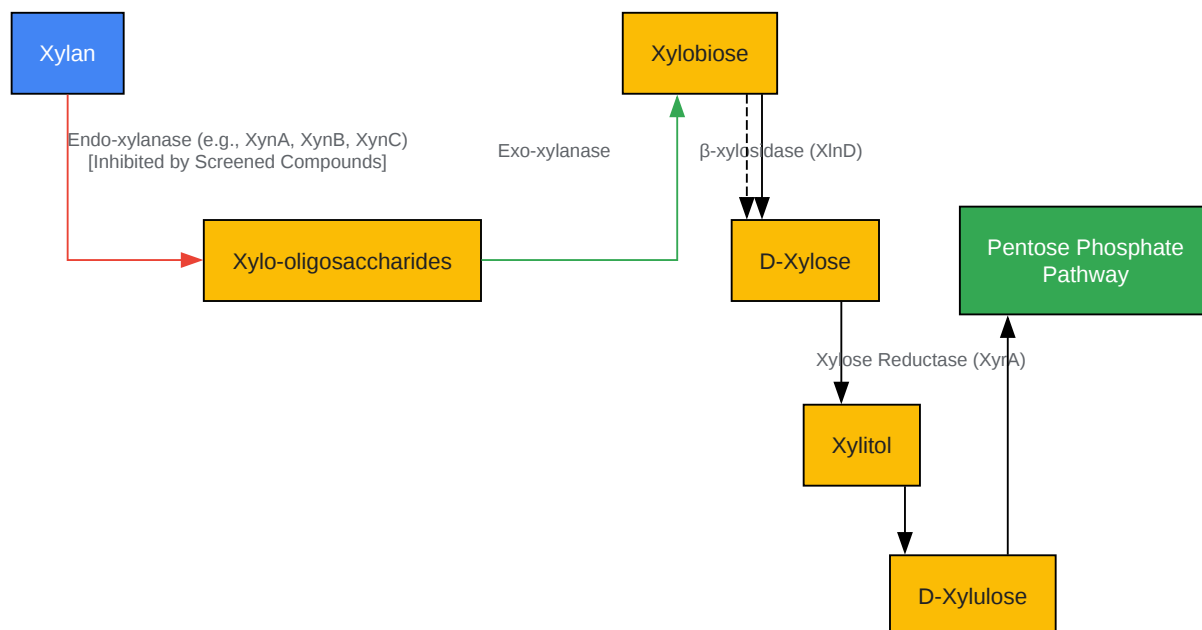 Xylan
Xylobiose
Endo-xylanase (e.g., XynA, XynB, XynC)
[Inhibited by Screened Compounds]
Exo-xylanase
β-xylosidase (XlnD)
Xylo-oligosaccharides
D-Xylose
Pentose Phosphate
Pathway
Xylose Reductase (XyrA)
Xylitol
D-Xylulose